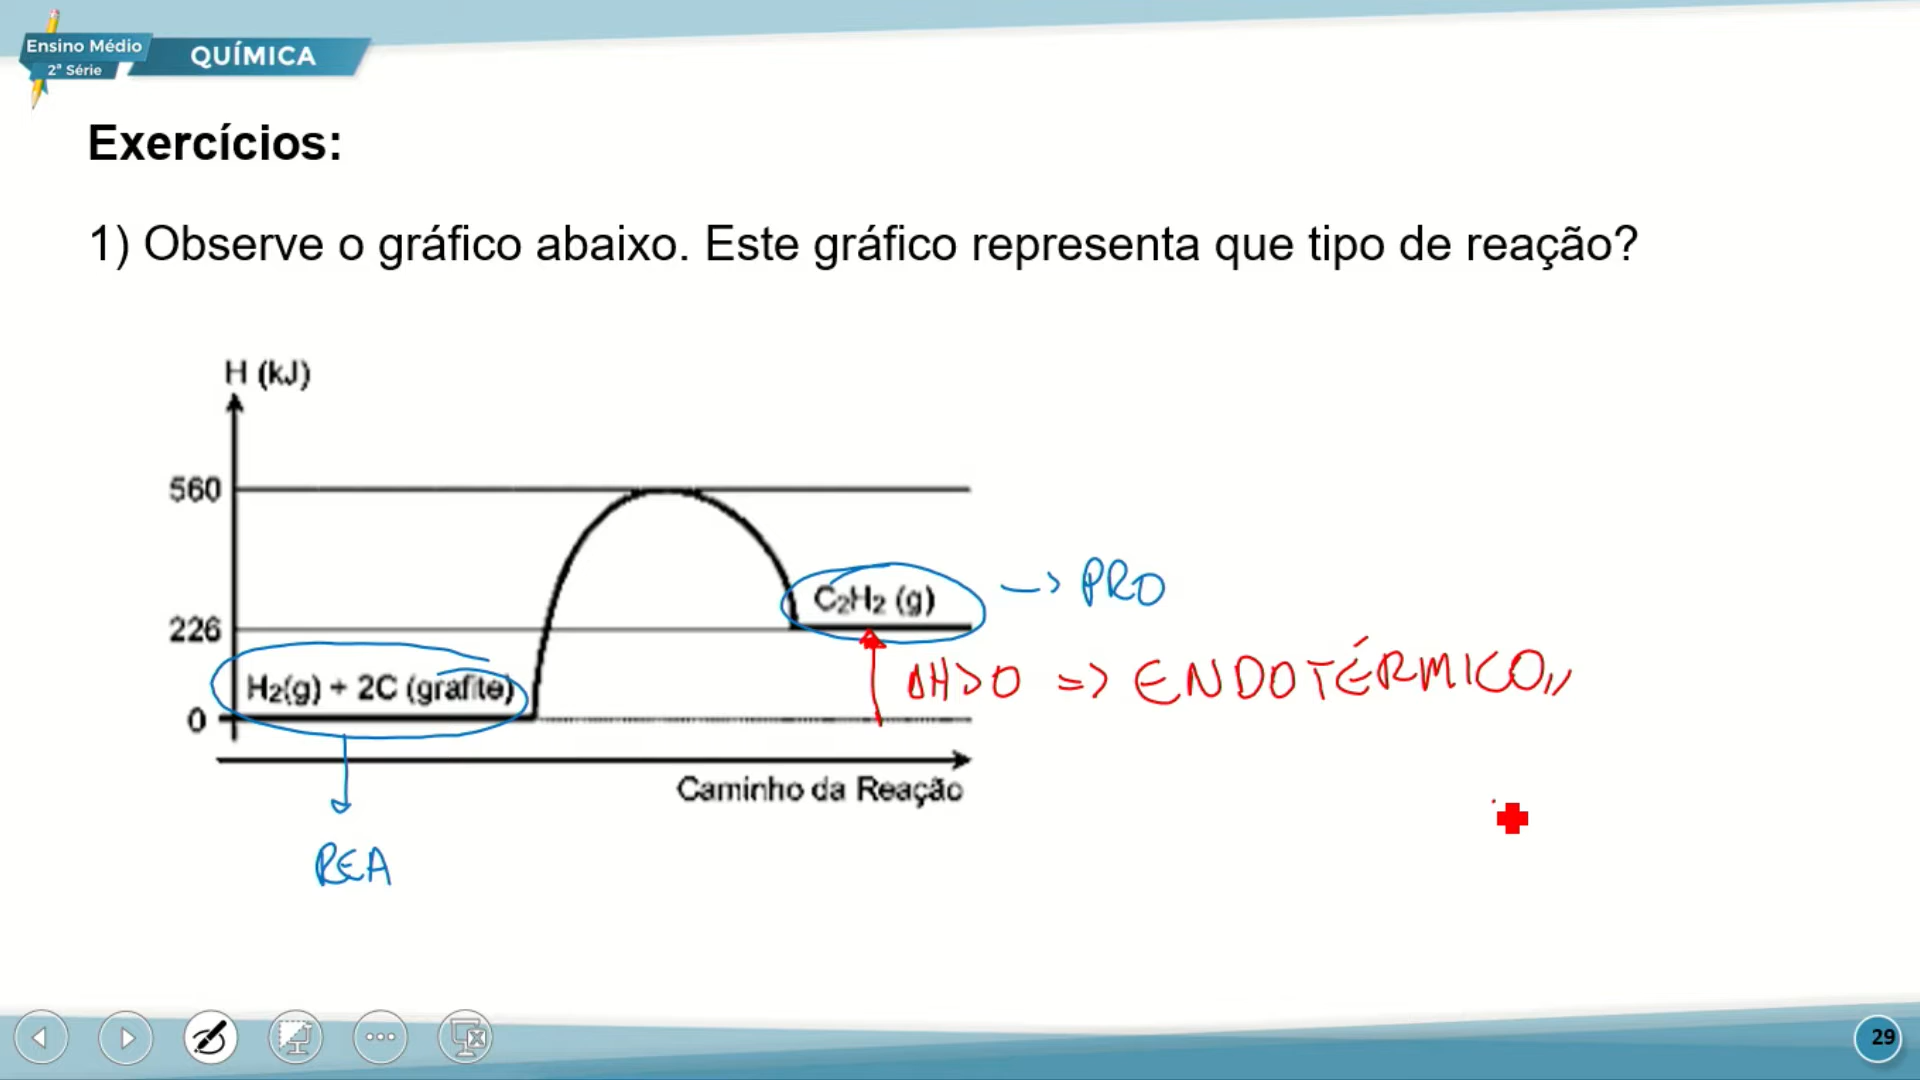 Ensino Médio
2ª Série
QUÍMICA
Exercícios:
1) Observe o gráfico abaixo. Este gráfico representa que tipo de reação?
H (kJ)
560
C₂H₂ (g) -> PRO
226
H₂(g) + 2C (grafite)
ΔH>0 => ENDOTÉRMICO,,
0
Caminho da Reação
REA
29